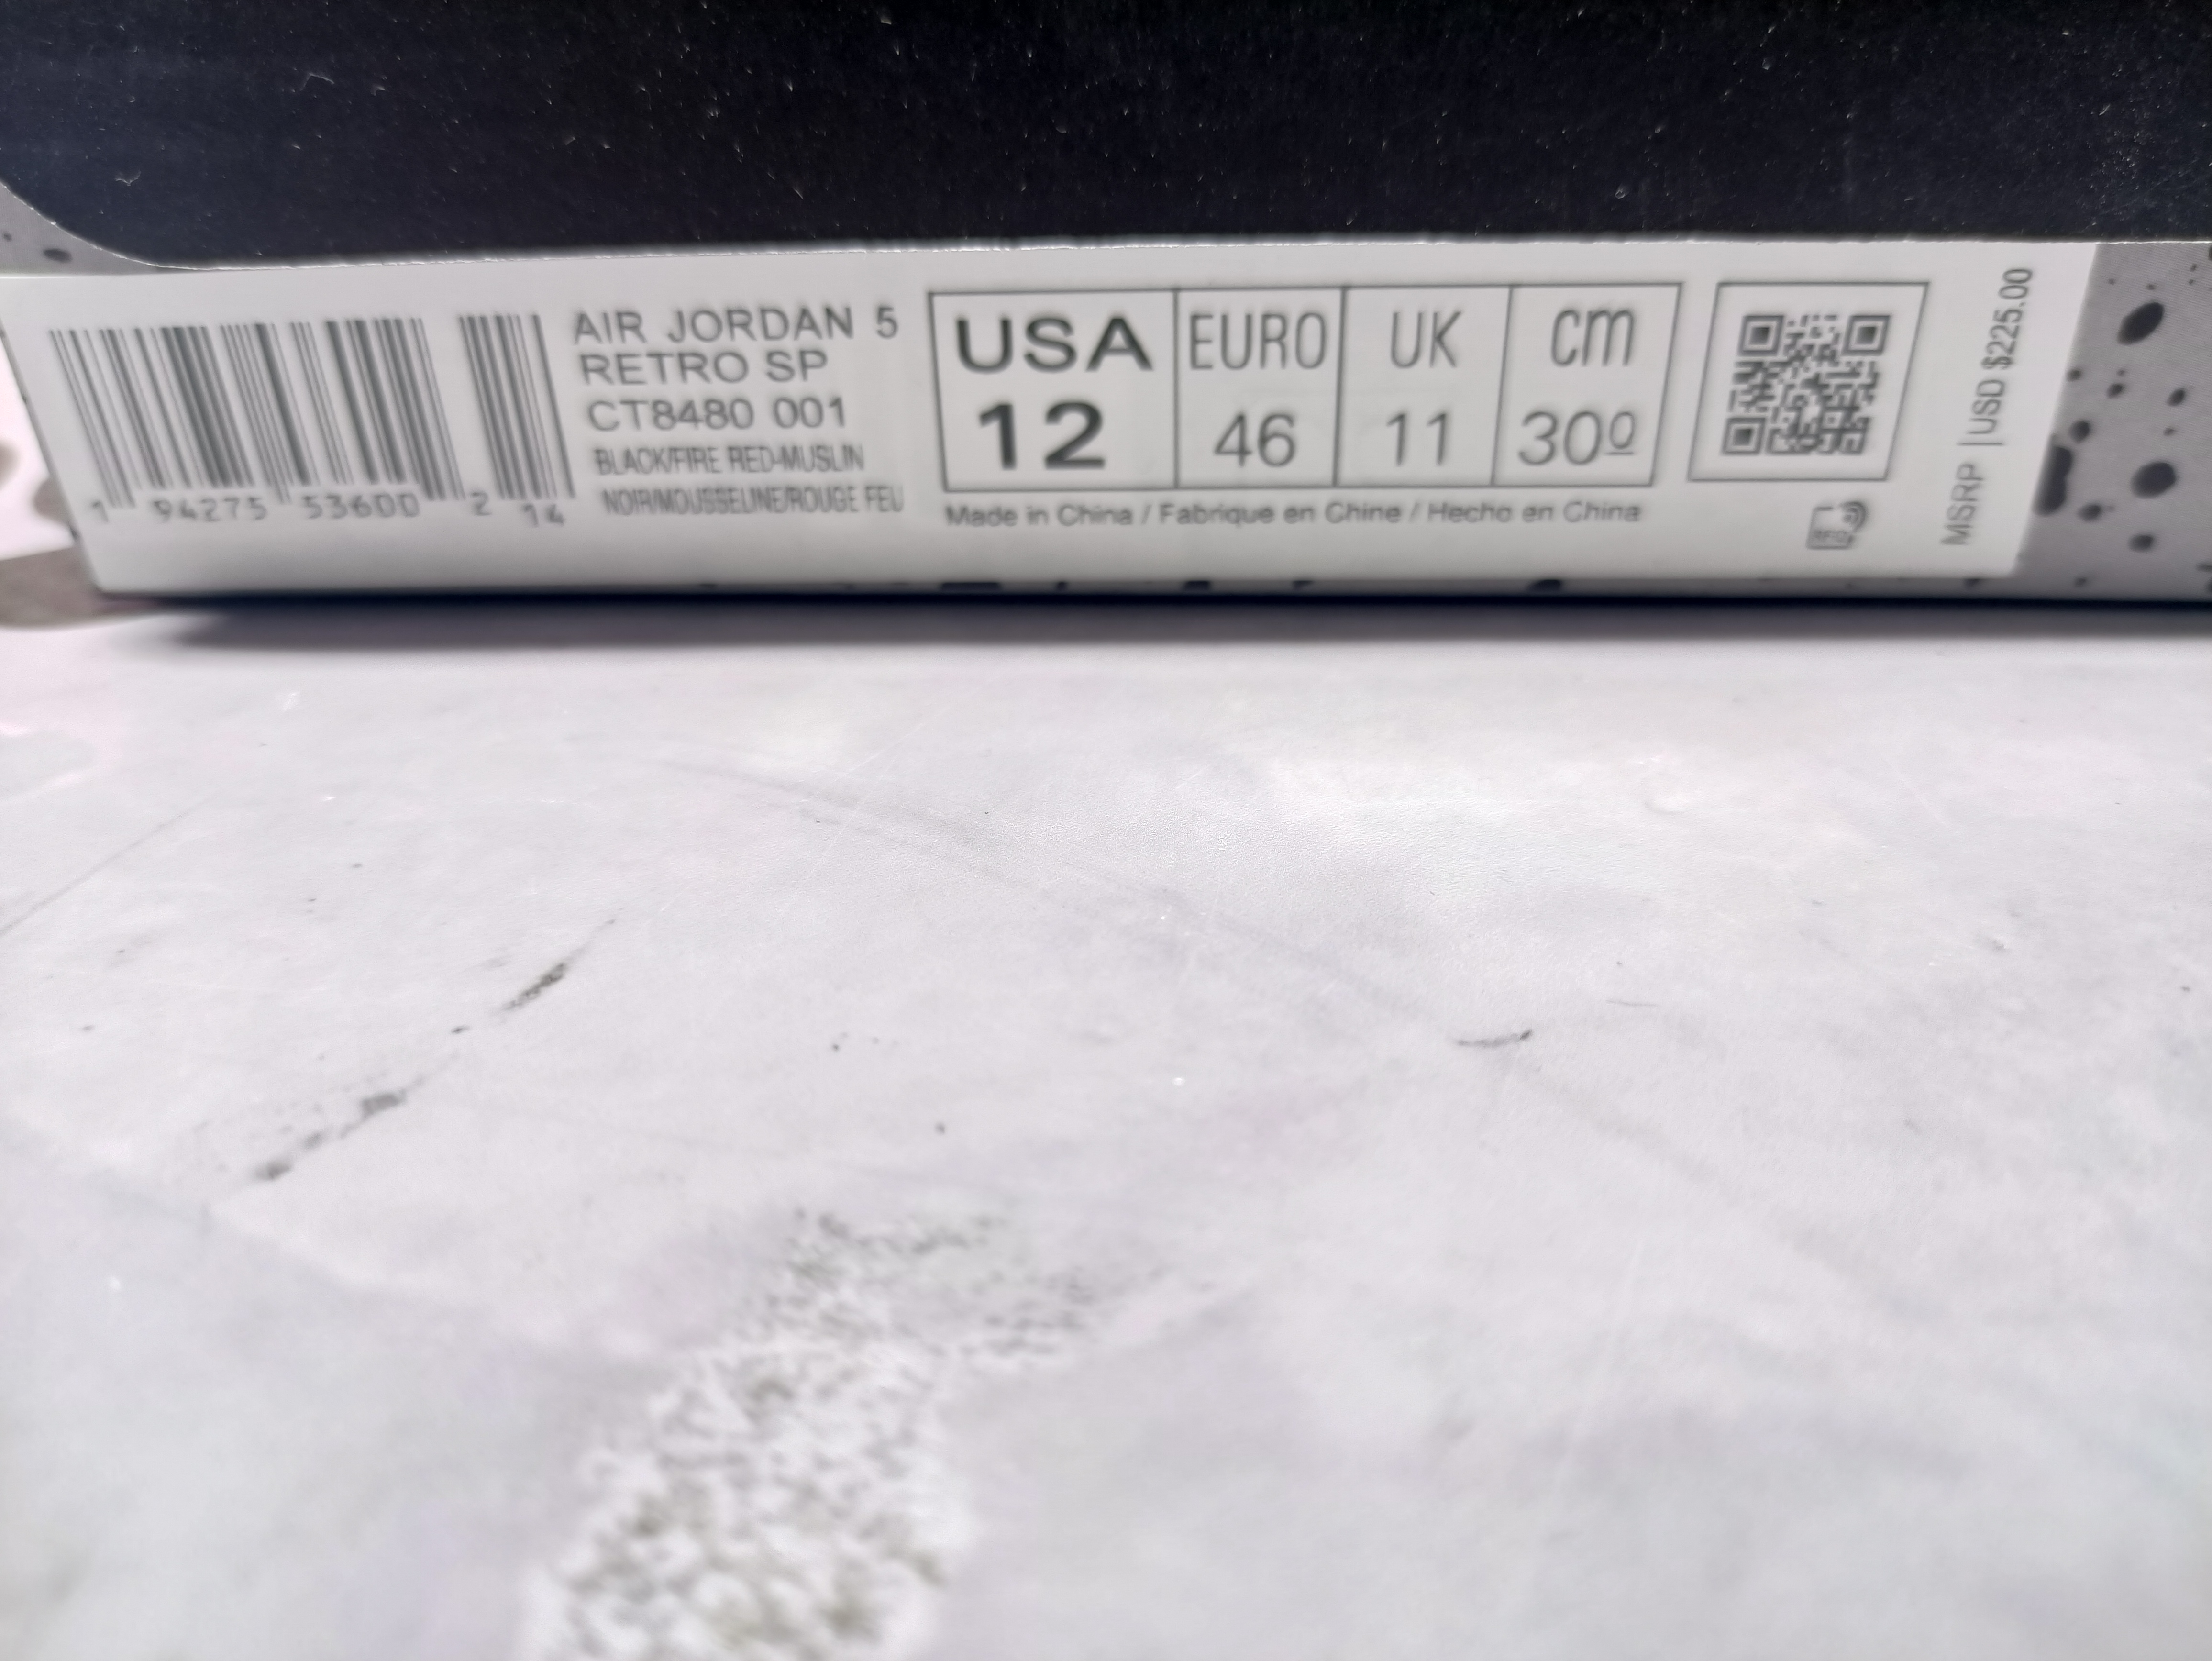 AIR JORDAN 5
RETRO SP
CT8480 001
BLACK/FIRE RED-MUSLIN
NOIR/MOUSSELINE/ROUGE FEU
1 94275 53600 2 14
USA EURO UK cm
12 46 11 30º
Made in China / Fabrique en Chine / Hecho en China
RFID
MSRP |USD $225.00